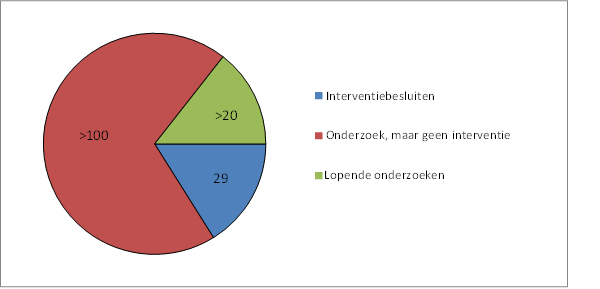 >100
>20
29
Interventiebesluiten
Onderzoek, maar geen interventie
Lopende onderzoeken